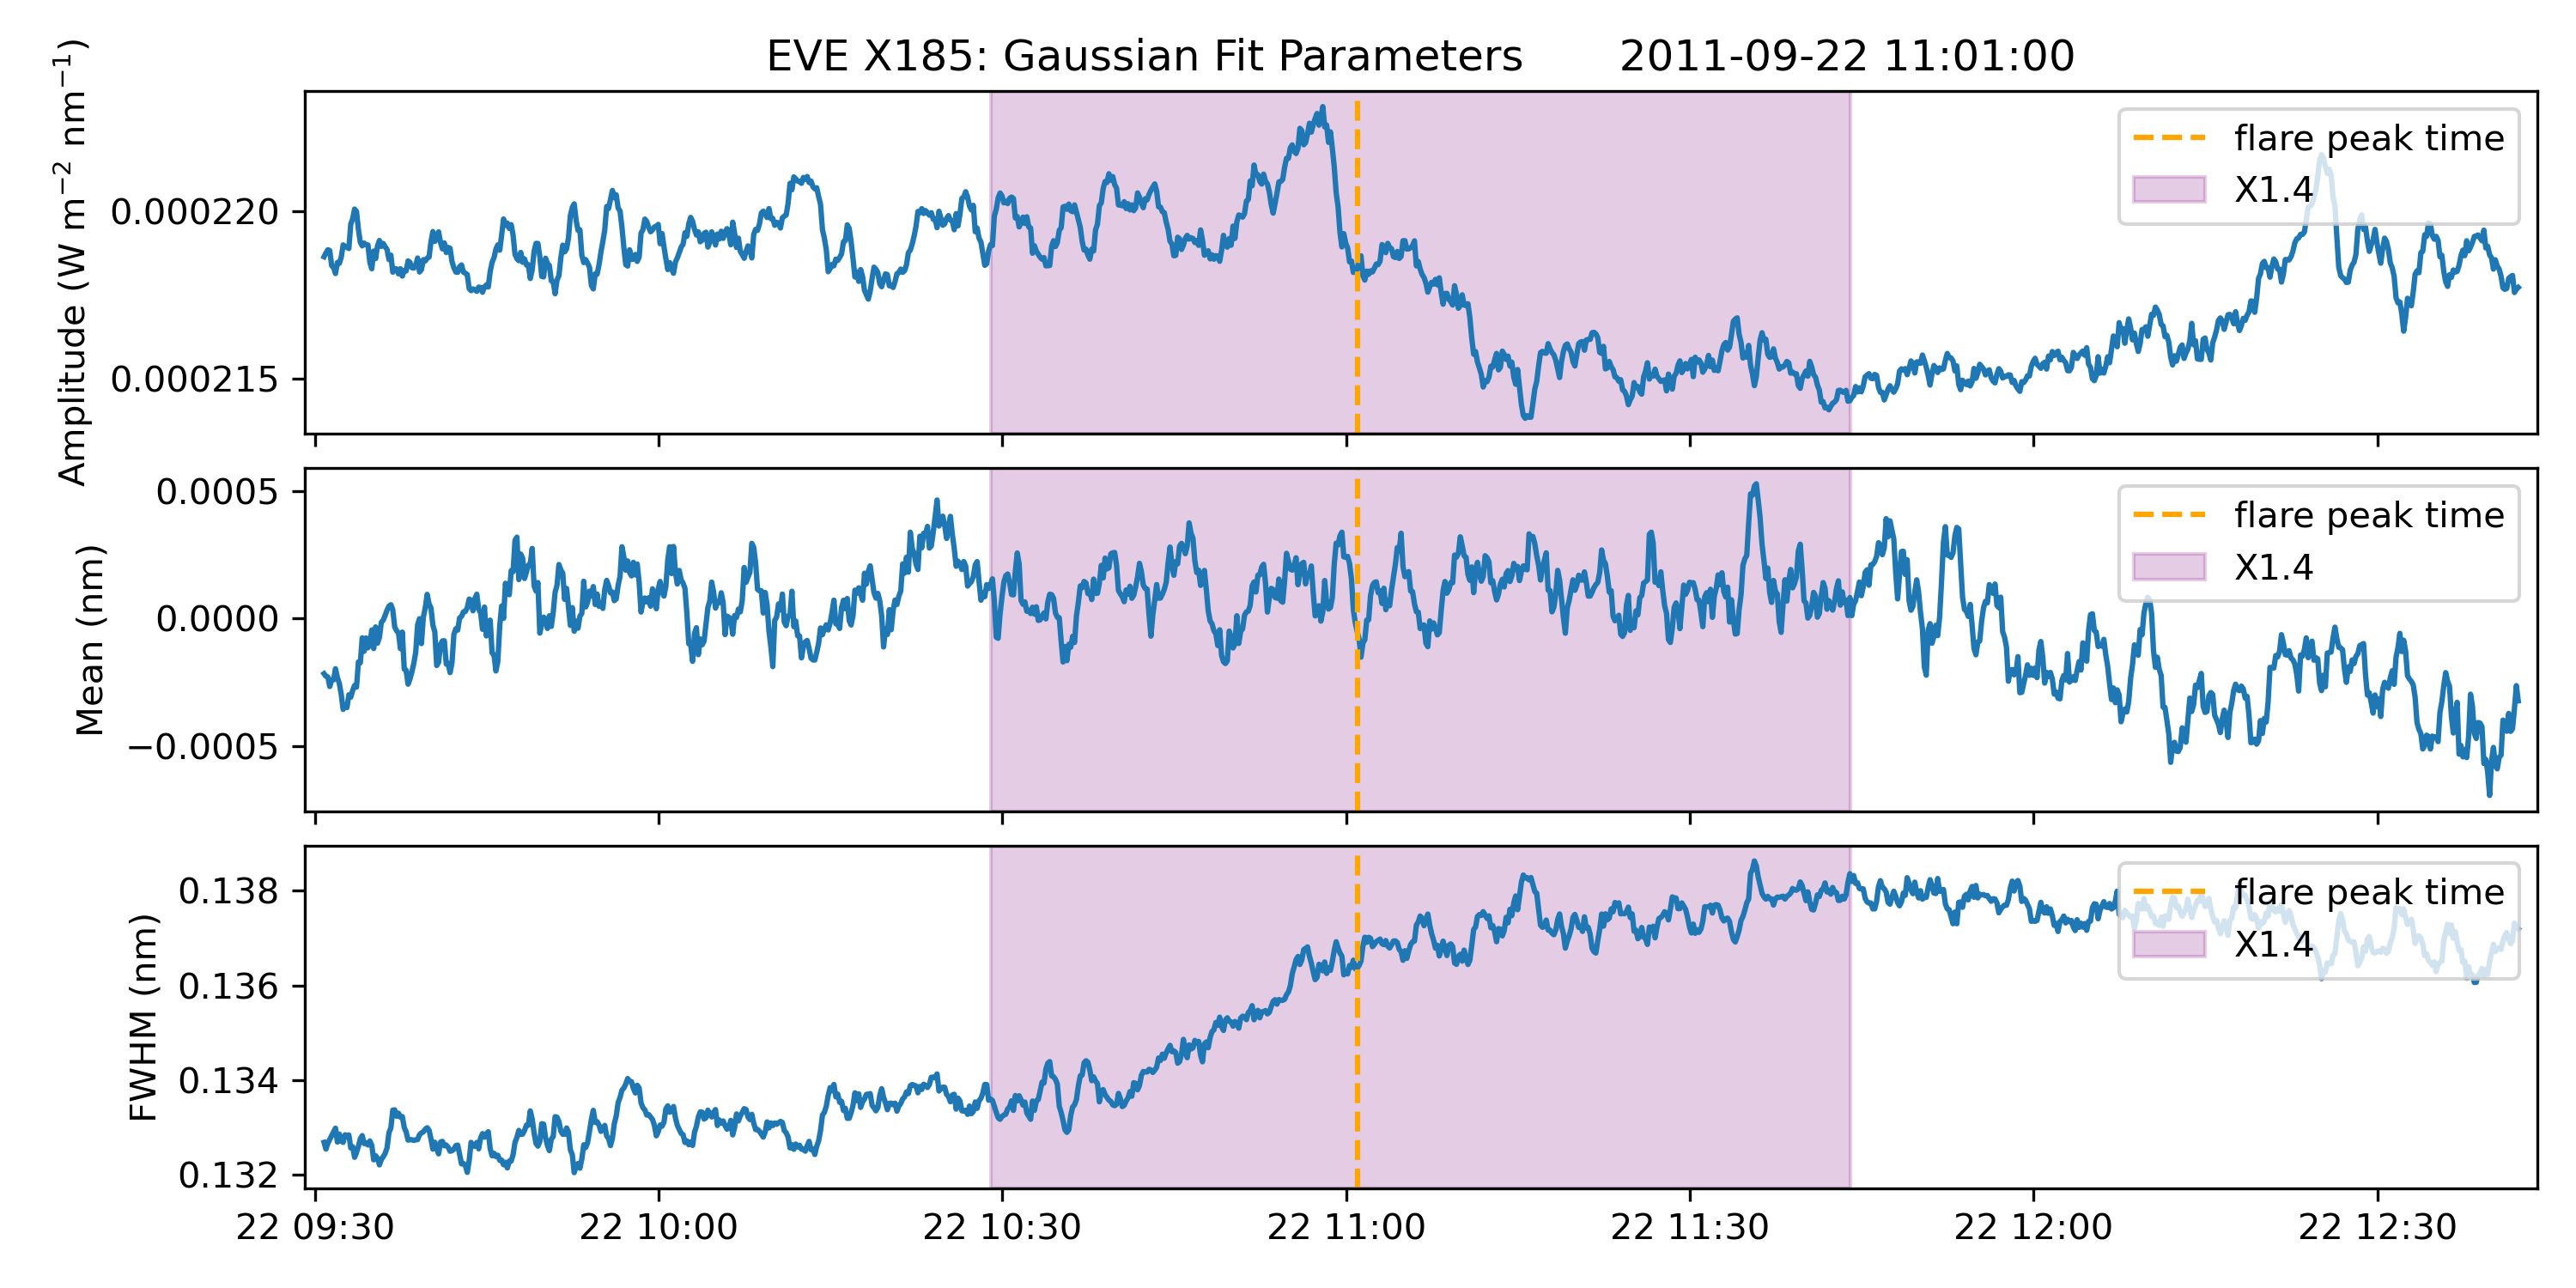 EVE X185: Gaussian Fit Parameters 2011-09-22 11:01:00
Amplitude (W m⁻² nm⁻¹)
0.000220
0.000215
flare peak time
X1.4
Mean (nm)
0.0005
0.0000
−0.0005
flare peak time
X1.4
FWHM (nm)
0.138
0.136
0.134
0.132
flare peak time
X1.4
22 09:30 22 10:00 22 10:30 22 11:00 22 11:30 22 12:00 22 12:30